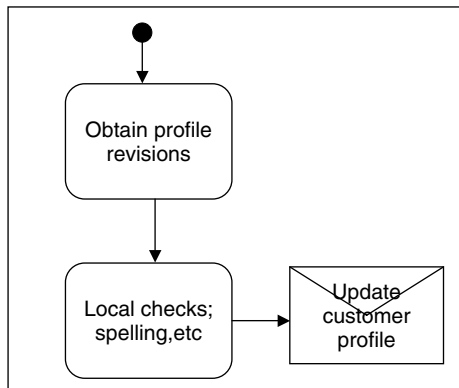 Obtain profile
revisions
Local checks;
spelling,etc
Update
customer
profile